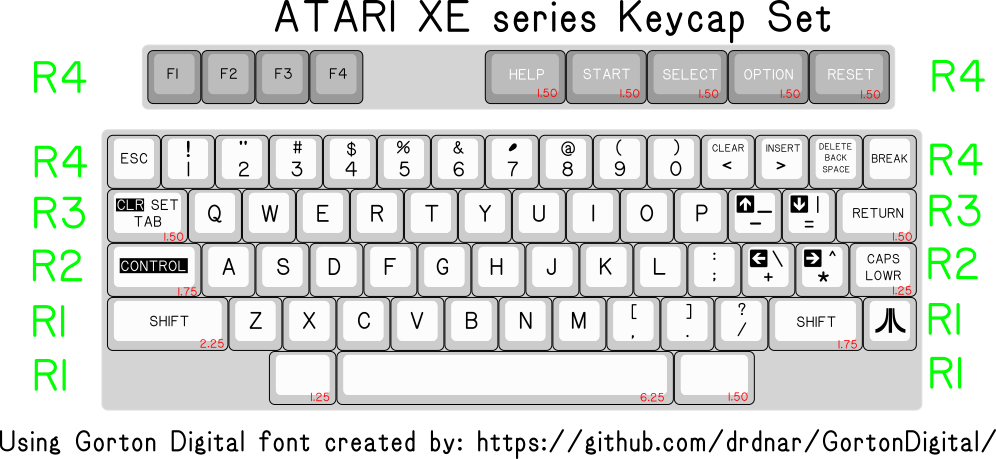 ATARI XE series Keycap Set
R4 F1 F2 F3 F4 HELP START SELECT OPTION RESET R4
1.50 1.50 1.50 1.50 1.50
R4 ESC ! 1 " 2 # 3 $ 4 % 5 & 6 ' 7 @ 8 ( 9 ) 0 CLEAR < INSERT > DELETE BACK SPACE BREAK R4
R3 CLR SET TAB Q W E R T Y U I O P ↑ _ - ↓ | = RETURN R3
1.50 1.50
R2 CONTROL A S D F G H J K L : ; ← \ + → ^ * CAPS LOWR R2
1.75 1.25
R1 SHIFT Z X C V B N M [ , ] . ? / SHIFT R1
2.25 1.75
R1 R1
1.25 6.25 1.50
Using Gorton Digital font created by: https://github.com/drdnar/GortonDigital/